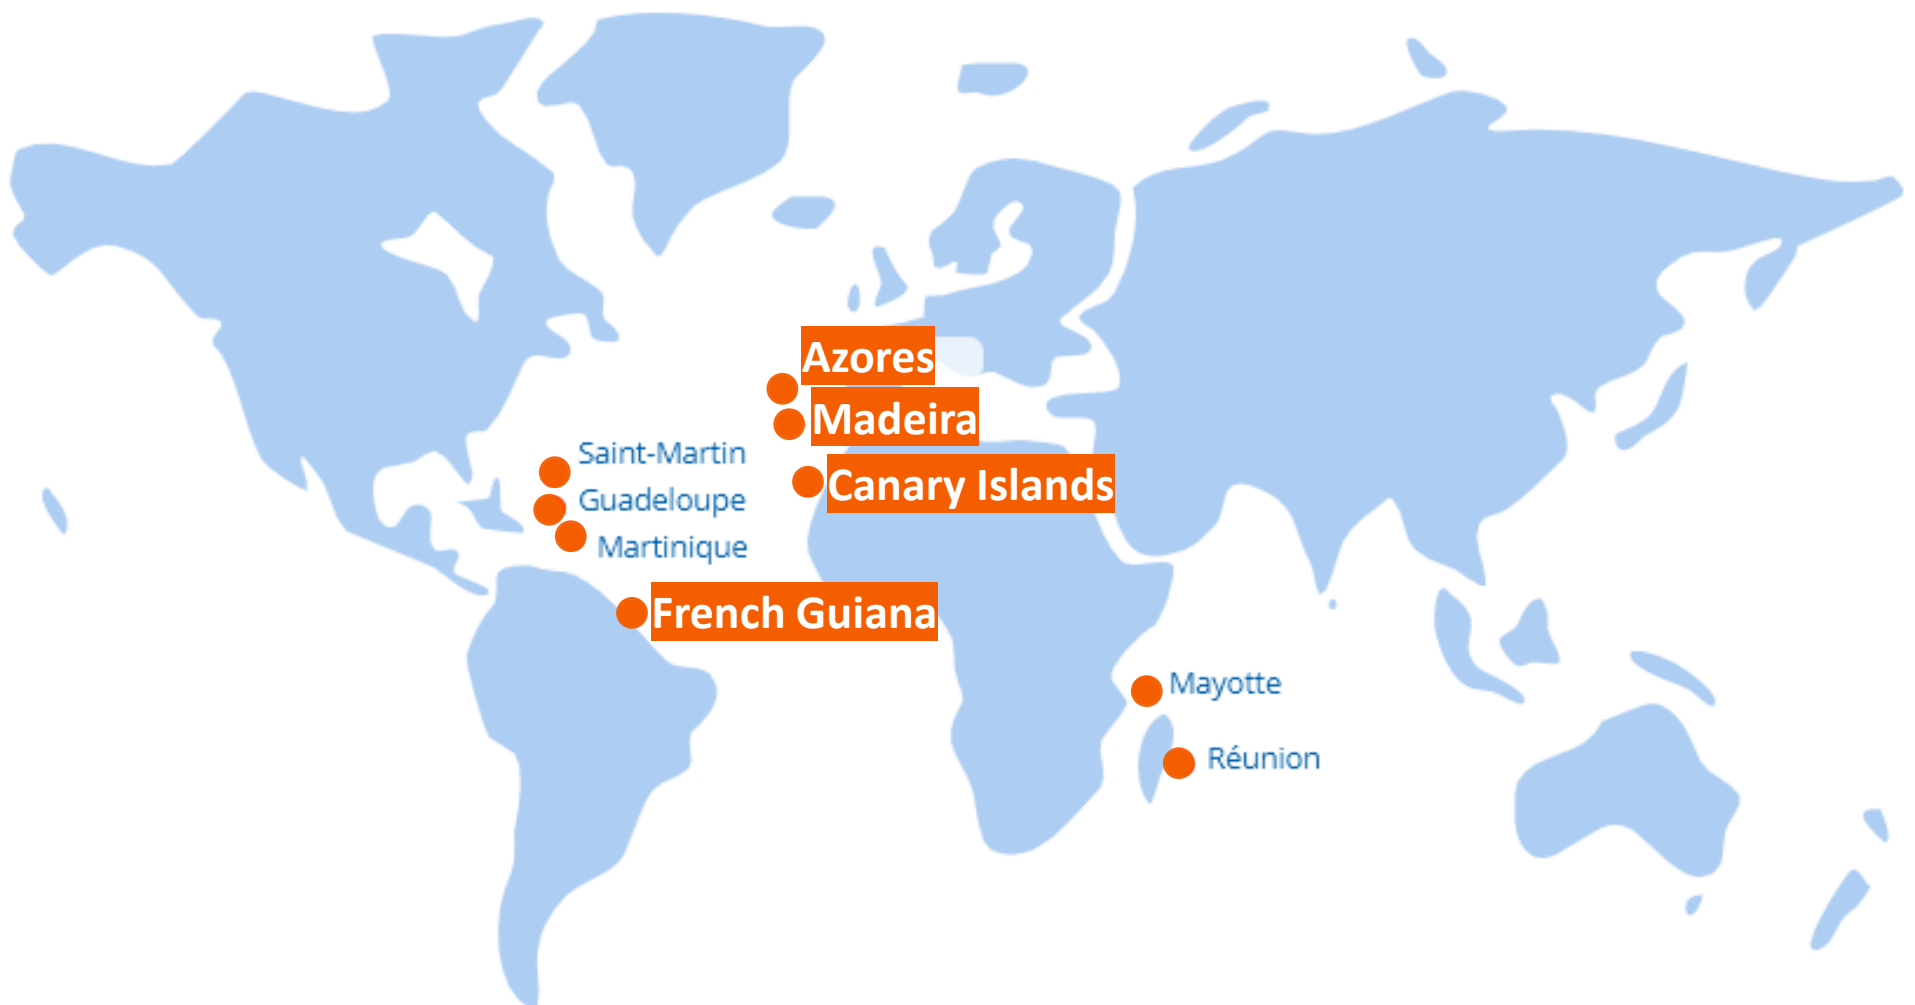 Azores
Madeira
Saint-Martin
Canary Islands
Guadeloupe
Martinique
French Guiana
Mayotte
Réunion